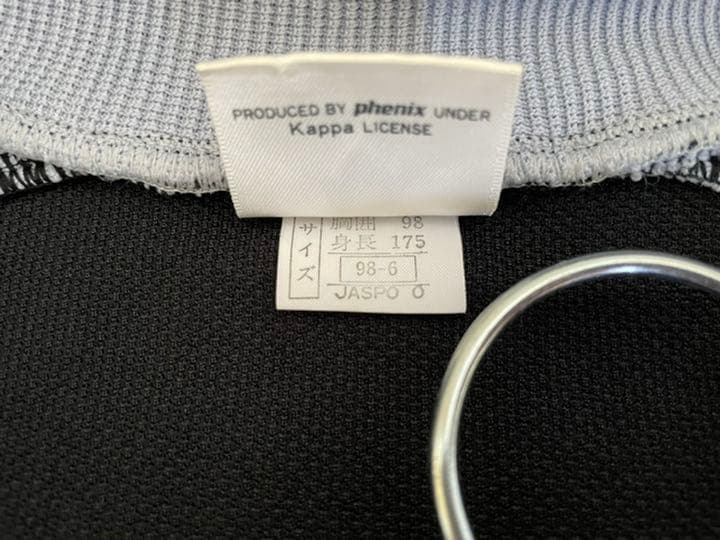 PRODUCED BY phenix UNDER
Kappa LICENSE
サイズ
胸囲 98
身長 175
98-6
JASPO O